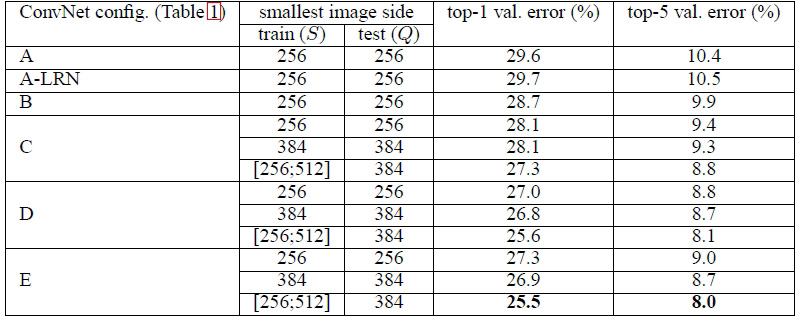 ConvNet config. (Table 1) smallest image side top-1 val. error (%) top-5 val. error (%)
train (S) test (Q)
A 256 256 29.6 10.4
A-LRN 256 256 29.7 10.5
B 256 256 28.7 9.9
C 256 256 28.1 9.4
384 384 28.1 9.3
[256;512] 384 27.3 8.8
D 256 256 27.0 8.8
384 384 26.8 8.7
[256;512] 384 25.6 8.1
E 256 256 27.3 9.0
384 384 26.9 8.7
[256;512] 384 25.5 8.0